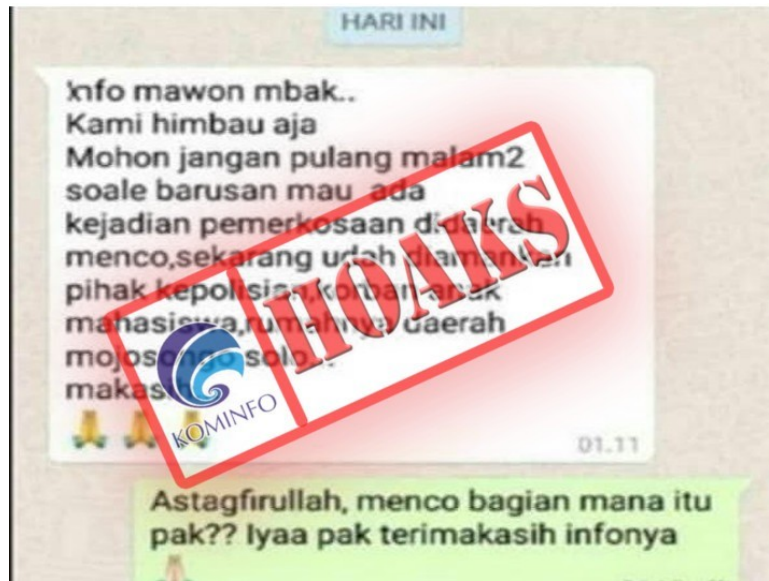 HARI INI
Info mawon mbak..
Kami himbau aja
Mohon jangan pulang malam2
soale barusan mau ada
kejadian pemerkosaan didaerah
menco,sekarang udah diamankan
pihak kepolisian,korban anak
mahasiswa,rumahnya daerah
mojosongo solo...
makasih
HOAKS
KOMINFO
01.11
Astagfirullah, menco bagian mana itu
pak?? Iyaa pak terimakasih infonya